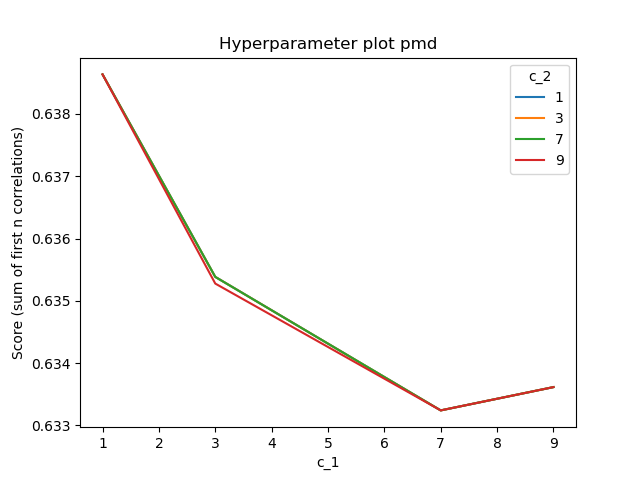 Hyperparameter plot pmd
Score (sum of first n correlations)
0.638
0.637
0.636
0.635
0.634
0.633
1 2 3 4 5 6 7 8 9
c_1
c_2
1
3
7
9